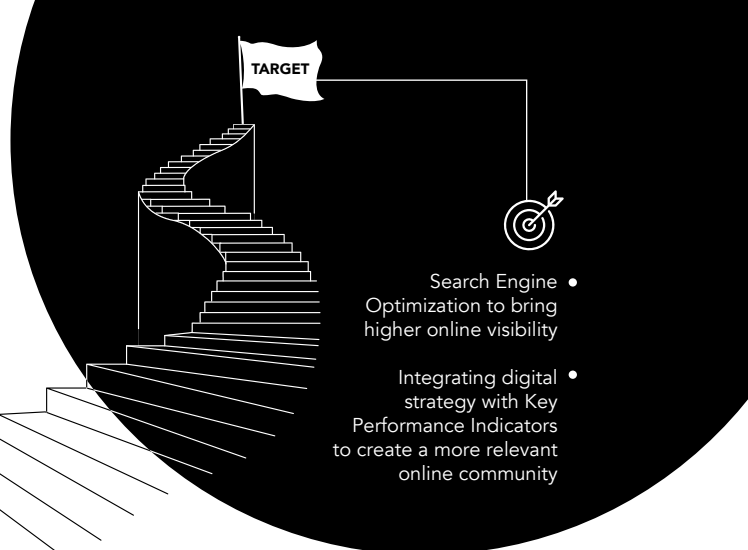 TARGET
Search Engine
Optimization to bring
higher online visibility
Integrating digital
strategy with Key
Performance Indicators
to create a more relevant
online community